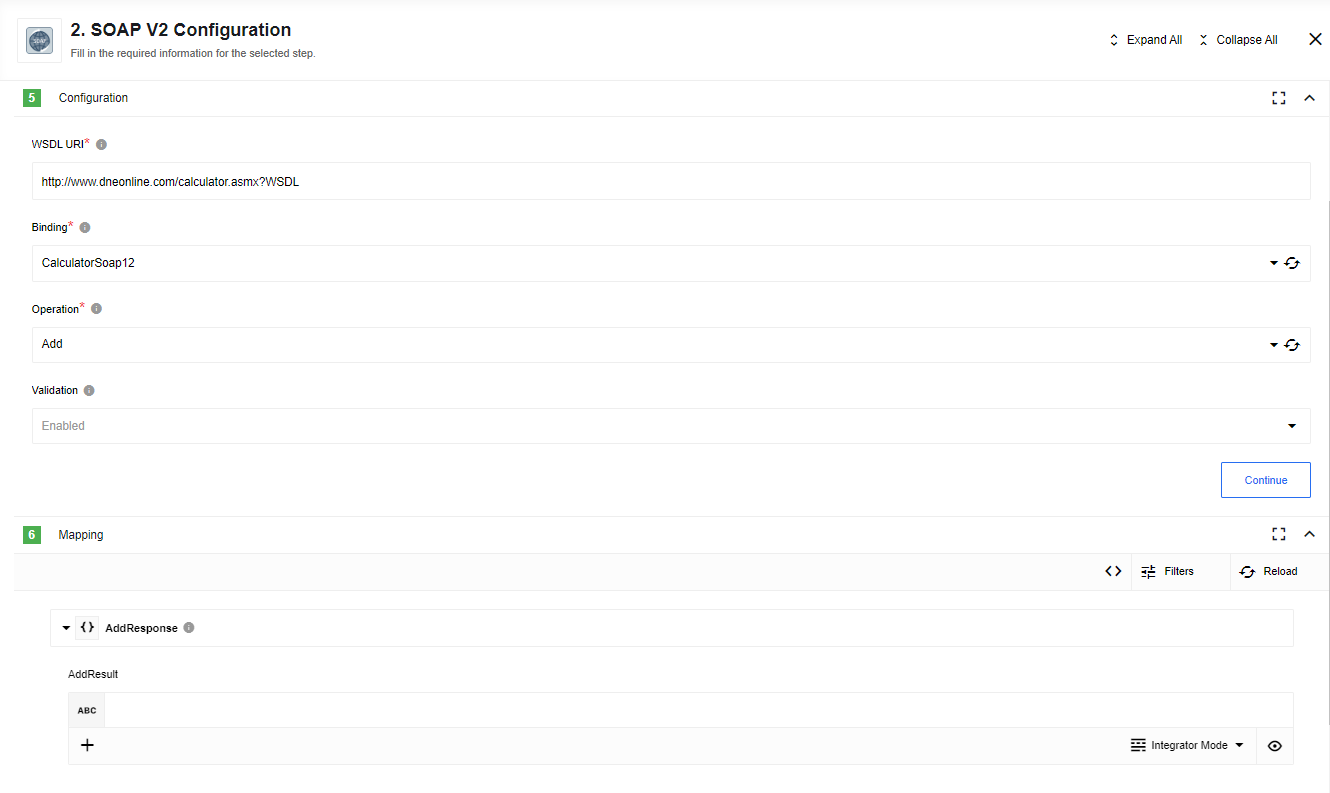 2. SOAP V2 Configuration
Fill in the required information for the selected step.
Expand All
Collapse All
5 Configuration
WSDL URI*
http://www.dneonline.com/calculator.asmx?WSDL
Binding*
CalculatorSoap12
Operation*
Add
Validation
Enabled
Continue
6 Mapping
Filters
Reload
AddResponse
AddResult
ABC
Integrator Mode